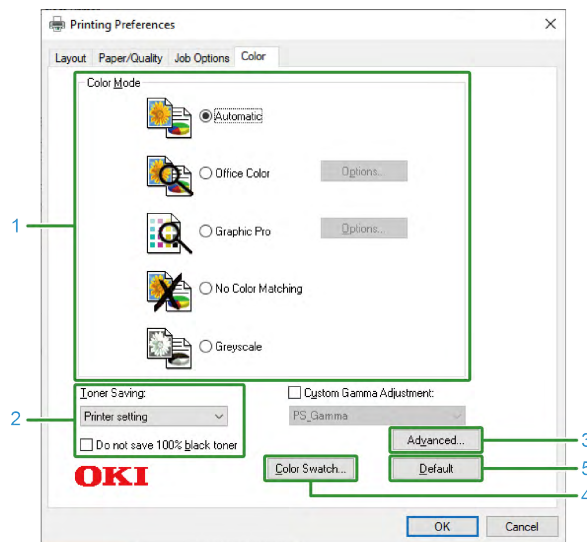 Printing Preferences
Layout Paper/Quality Job Options Color
Color Mode
Automatic
Office Color Options...
1
Graphic Pro Options...
No Color Matching
Greyscale
Toner Saving: Custom Gamma Adjustment:
2 Printer setting PS_Gamma
Do not save 100% black toner Advanced... 3
OKI Color Swatch... Default 5
4
OK Cancel